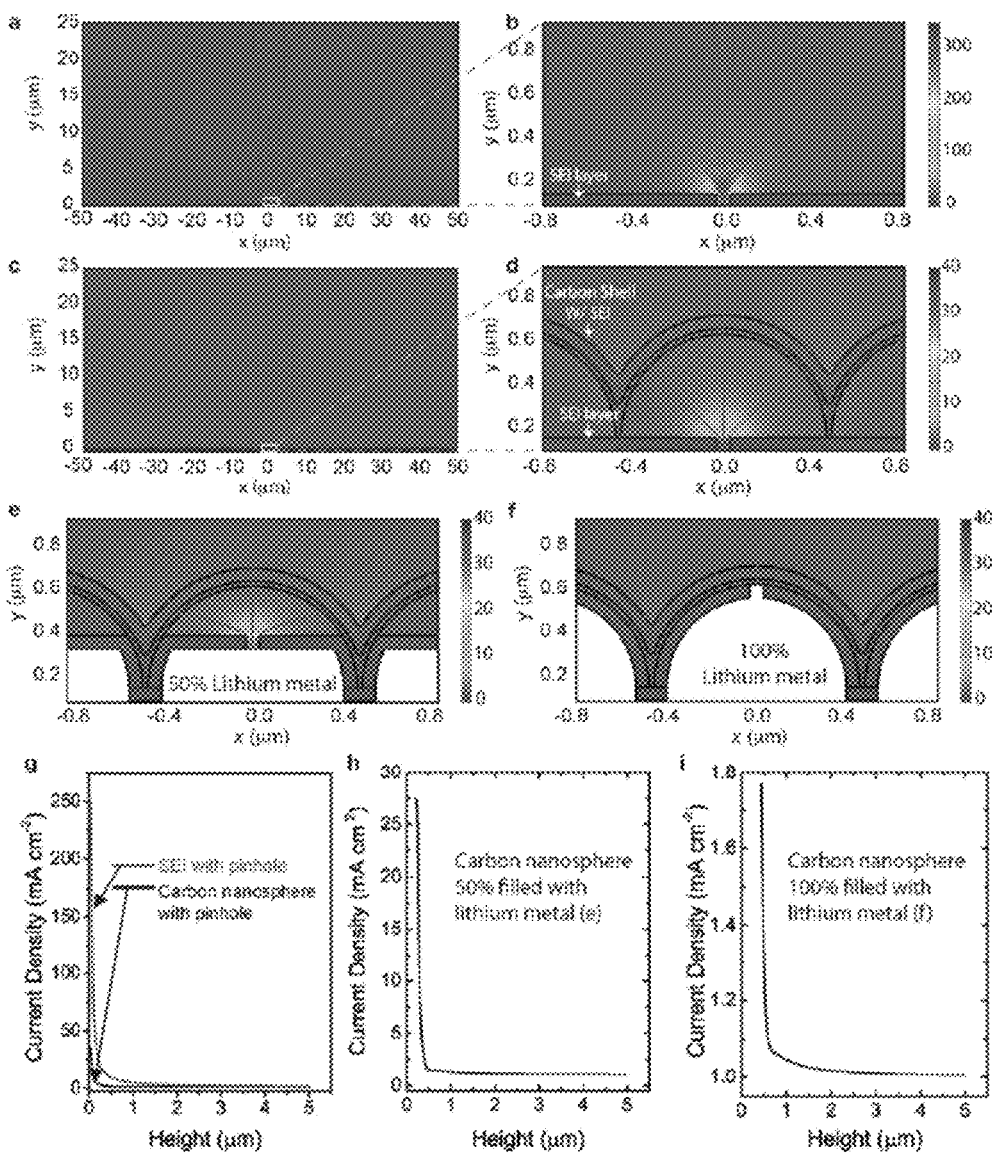 a
b
25
20
15
10
5
0
y (μm)
-50 -40 -30 -20 -10 0 10 20 30 40 50
x (μm)
0.8
0.6
0.4
0.2
y (μm)
SEI layer
-0.8 -0.4 0.0 0.4 0.8
x (μm)
300
200
100
0
c
d
25
20
15
10
5
0
y (μm)
-50 -40 -30 -20 -10 0 10 20 30 40 50
x (μm)
0.8
0.6
0.4
0.2
y (μm)
Carbon Shell
SEI layer
-0.8 -0.4 0.0 0.4
x (μm)
40
30
20
10
0
e
f
0.8
0.6
0.4
0.2
y (μm)
50% Lithium metal
-0.8 -0.4 0.0 0.4 0.8
x (μm)
40
30
20
10
0
0.8
0.6
0.4
0.2
y (μm)
100%
Lithium metal
-0.8 -0.4 0.0 0.4 0.8
x (μm)
40
30
20
10
0
g
h
i
250
200
150
100
50
0
Current Density (mA cm⁻²)
SEI with pinhole
Carbon nanosphere
with pinhole
0 1 2 3 4 5
Height (μm)
30
25
20
15
10
5
0
Current Density (mA cm⁻²)
Carbon nanosphere
50% filled with
lithium metal (e)
0 1 2 3 4 5
Height (μm)
1.8
1.6
1.4
1.2
1.0
Current Density (mA cm⁻²)
Carbon nanosphere
100% filled with
lithium metal (f)
0 1 2 3 4 5
Height (μm)